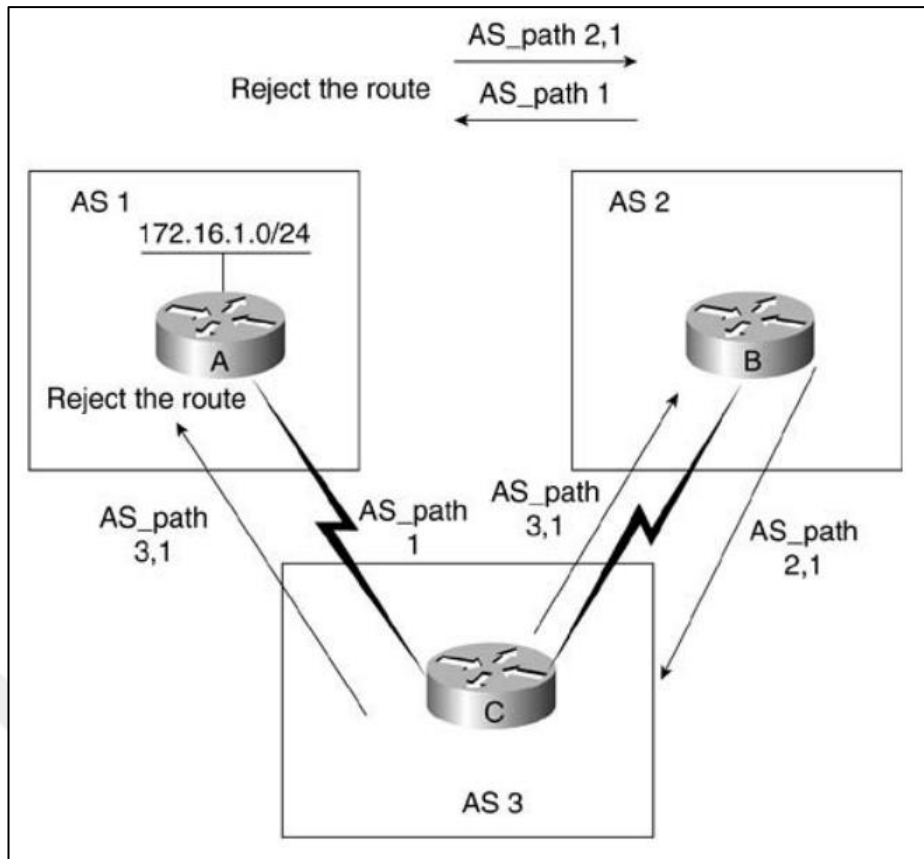 AS_path 2,1
Reject the route
AS_path 1
AS 1
172.16.1.0/24
A
Reject the route
AS 2
B
AS_path
3,1
AS_path
1
AS_path
3,1
AS_path
2,1
C
AS 3